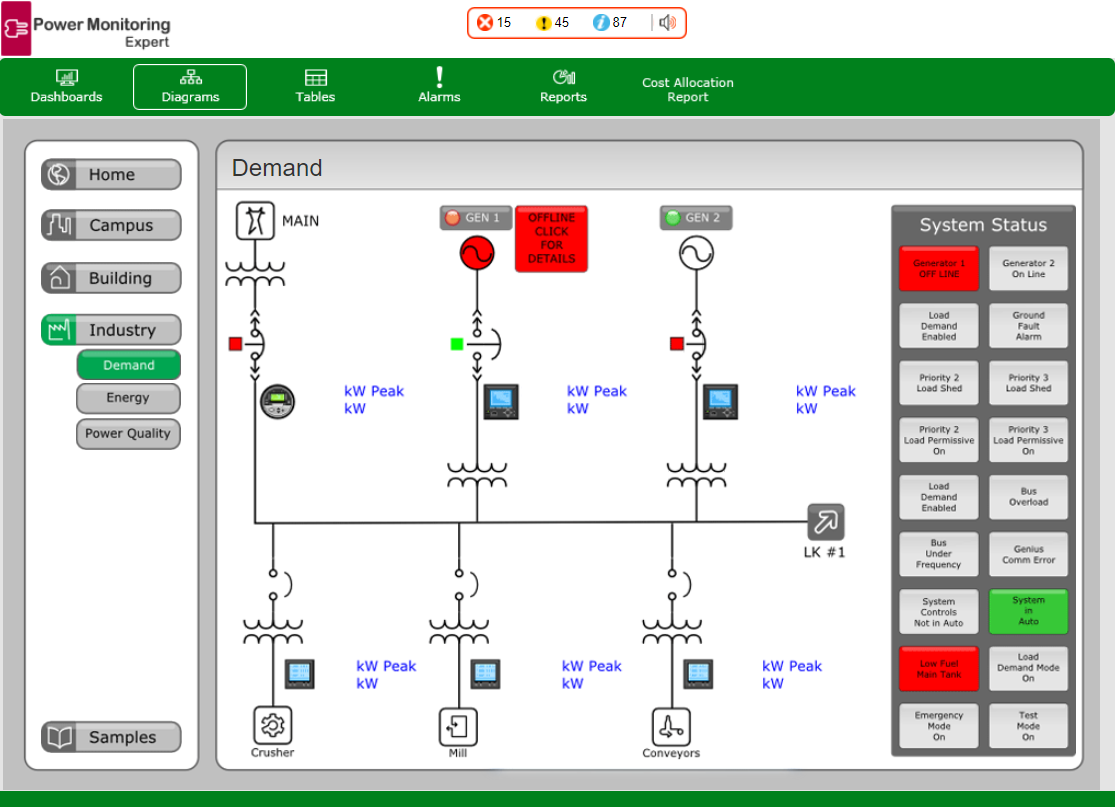 Power Monitoring
Expert
15
45
87
Dashboards
Diagrams
Tables
Alarms
Reports
Cost Allocation
Report
Home
Campus
Building
Industry
Demand
Energy
Power Quality
Samples
Demand
MAIN
GEN 1
OFFLINE
CLICK
FOR
DETAILS
GEN 2
kW Peak
kW
kW Peak
kW
kW Peak
kW
LK #1
kW Peak
kW
kW Peak
kW
kW Peak
kW
Crusher
Mill
Conveyors
System Status
Generator 1
OFF LINE
Generator 2
On Line
Load
Demand
Enabled
Ground
Fault
Alarm
Priority 2
Load Shed
Priority 3
Load Shed
Priority 2
Load Permissive
On
Priority 3
Load Permissive
On
Load
Demand
Enabled
Bus
Overload
Bus
Under
Frequency
Genius
Comm Error
System
Controls
Not in Auto
System
in
Auto
Low Fuel
Main Tank
Load
Demand Mode
On
Emergency
Mode
On
Test
Mode
On